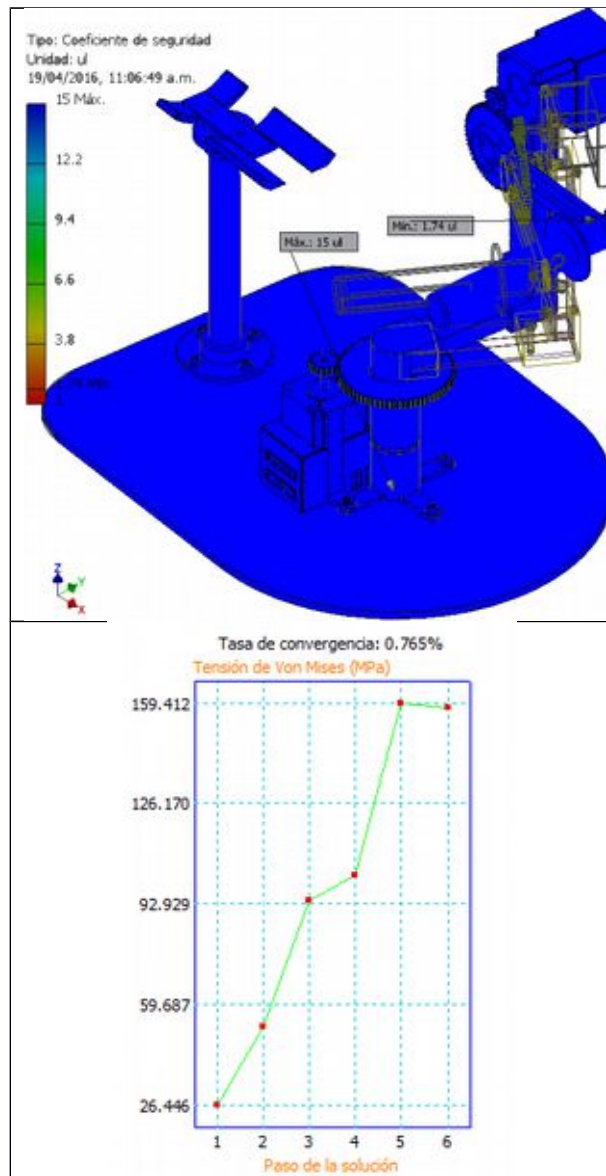 Tipo: Coeficiente de seguridad
Unidad: ul
19/04/2016, 11:06:49 a.m.
15 Máx.
12.2
9.4
6.6
3.8
Máx.: 15 ul
Mín.: 1.74 ul
Z
Y
X
Tasa de convergencia: 0.765%
Tensión de Von Mises (MPa)
159.412
126.170
92.929
59.687
26.446
1 2 3 4 5 6
Paso de la solución